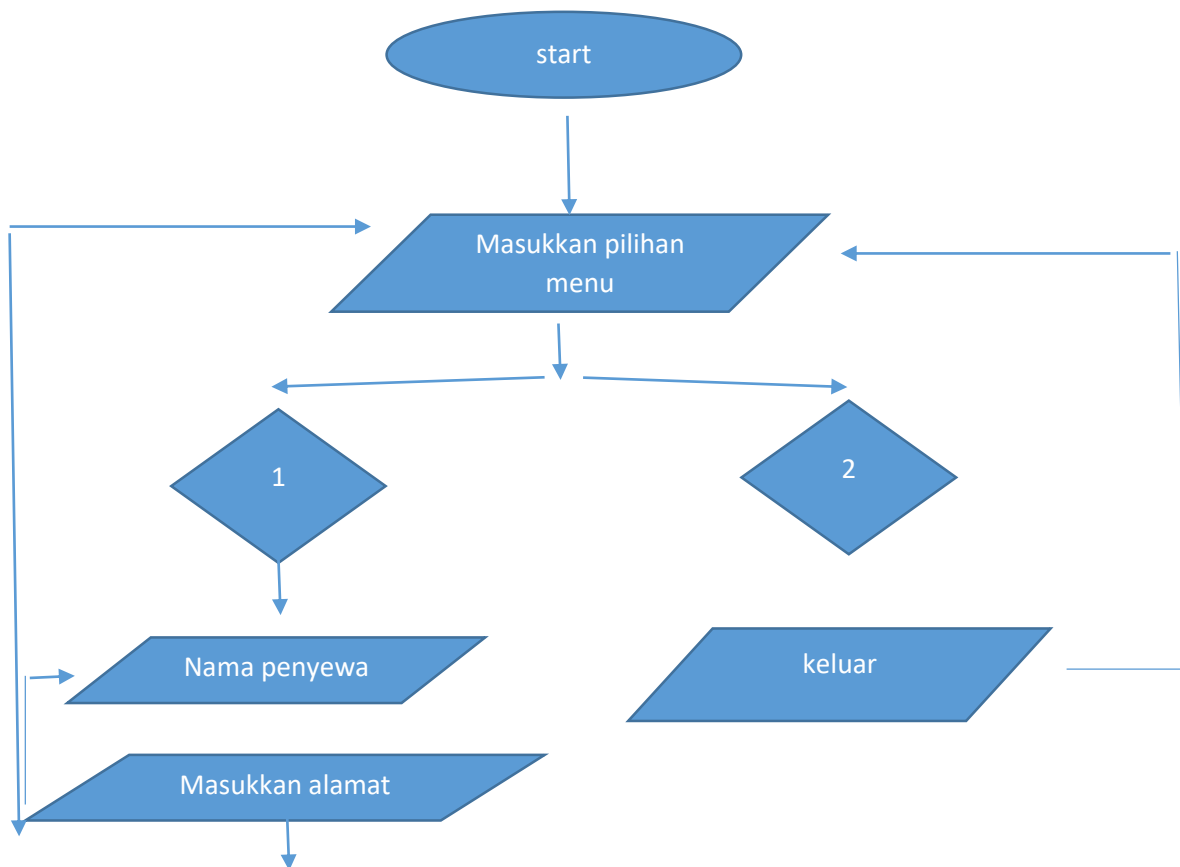 start
Masukkan pilihan
menu
1
2
Nama penyewa
keluar
Masukkan alamat